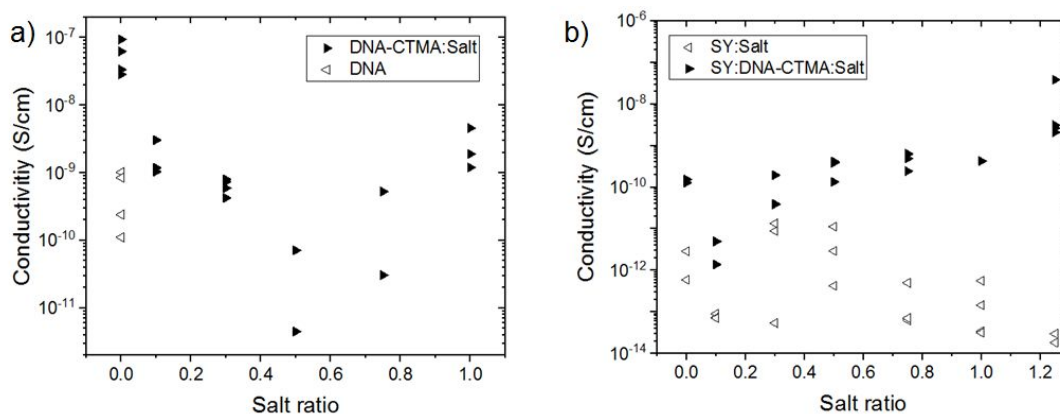 a)
DNA-CTMA:Salt
DNA
10⁻⁷
10⁻⁸
10⁻⁹
10⁻¹⁰
10⁻¹¹
Conductivitiy (S/cm)
0.0 0.2 0.4 0.6 0.8 1.0
Salt ratio
b)
SY:Salt
SY:DNA-CTMA:Salt
10⁻⁶
10⁻⁸
10⁻¹⁰
10⁻¹²
10⁻¹⁴
Conductivity (S/cm)
0.0 0.2 0.4 0.6 0.8 1.0 1.2
Salt ratio